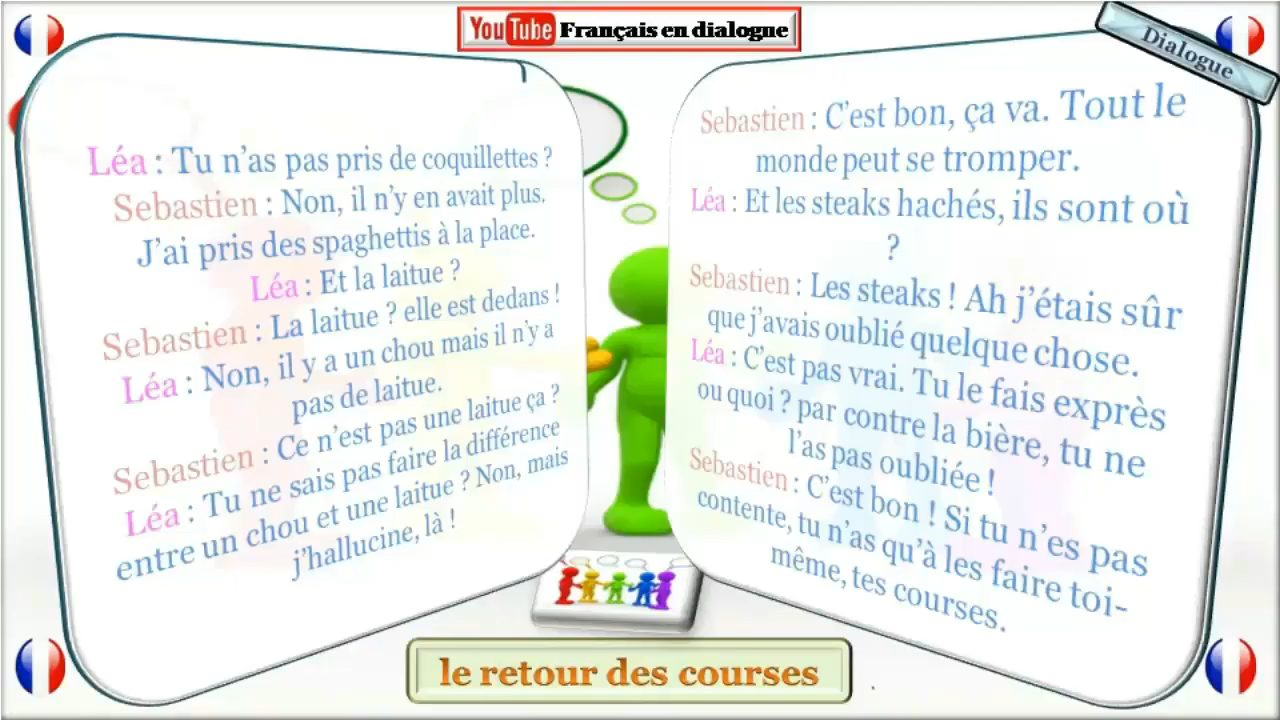 YouTube Français en dialogue
Dialogue
Léa : Tu n'as pas pris de coquillettes ?
Sebastien : Non, il n'y en avait plus.
J'ai pris des spaghettis à la place.
Léa : Et la laitue ?
Sebastien : La laitue ? elle est dedans !
Léa : Non, il y a un chou mais il n'y a
pas de laitue.
Sebastien : Ce n'est pas une laitue ça ?
Léa : Tu ne sais pas faire la différence
entre un chou et une laitue ? Non, mais
j'hallucine, là !
Sebastien : C'est bon, ça va. Tout le
monde peut se tromper.
Léa : Et les steaks hachés, ils sont où
?
Sebastien : Les steaks ! Ah j'étais sûr
que j'avais oublié quelque chose.
Léa : C'est pas vrai. Tu le fais exprès
ou quoi ? par contre la bière, tu ne
l'as pas oubliée !
Sebastien : C'est bon ! Si tu n'es pas
contente, tu n'as qu'à les faire toi-
même, tes courses.
le retour des courses